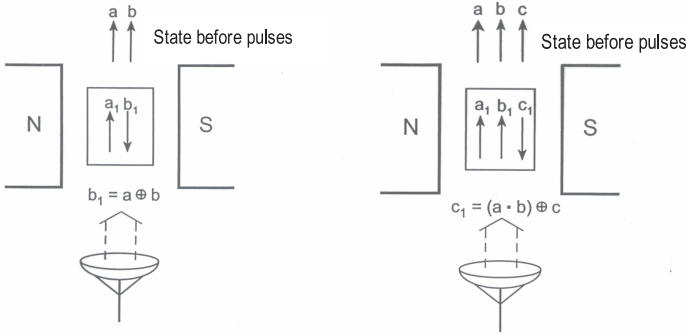 a b
State before pulses
N
a₁ b₁
S
b₁ = a ⊕ b
a b c
State before pulses
N
a₁ b₁ c₁
S
c₁ = (a · b) ⊕ c